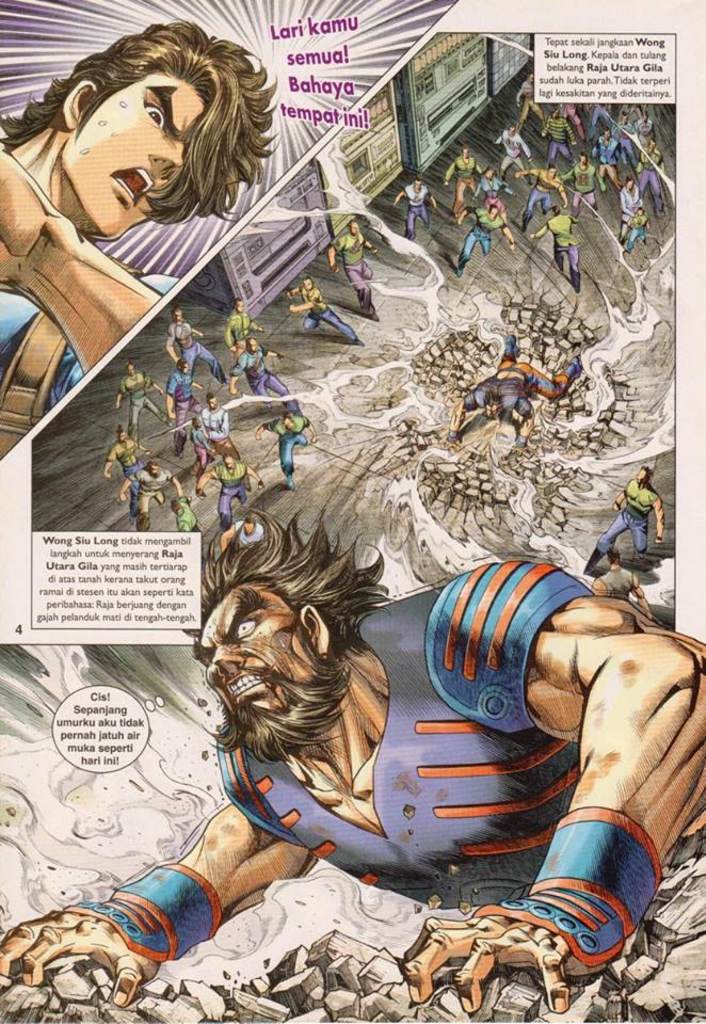 Lari kamu
semua!
Bahaya
tempat ini!
Tepat sekali jangkaan Wong
Siu Long. Kepala dan tulang
belakang Raja Utara Gila
sudah luka parah. Tidak terperi
lagi kesakitan yang dideritainya.
Wong Siu Long tidak mengambil
langkah untuk menyerang Raja
Utara Gila yang masih tertiarap
di atas tanah kerana takut orang
ramai di stesen itu akan seperti
peribahasa: Raja berjuang dengan
gajah pelanduk mati di tengah-tengah.
4
Cis!
Sepanjang
umurku aku tidak
pernah jatuh air
muka seperti
hari ini!